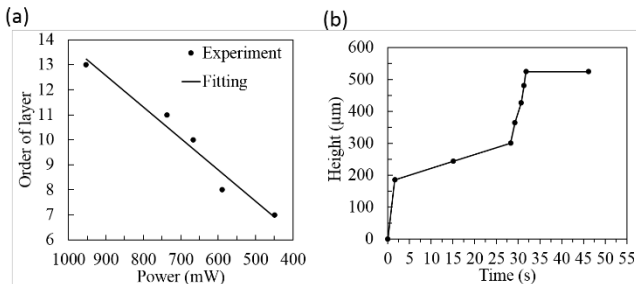 (a)
14
13
12
11
10
9
8
7
6
Order of layer
Experiment
Fitting
1000 900 800 700 600 500 400
Power (mW)
(b)
600
500
400
300
200
100
0
Height (μm)
0 5 10 15 20 25 30 35 40 45 50 55
Time (s)